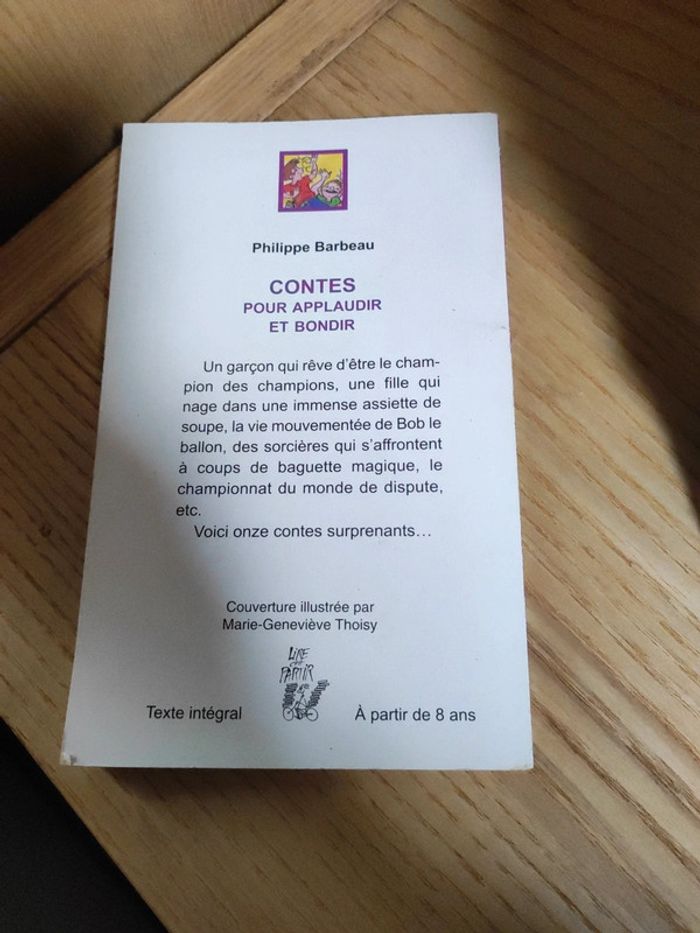 Philippe Barbeau
CONTES
POUR APPLAUDIR
ET BONDIR
Un garçon qui rêve d'être le cham-
pion des champions, une fille qui
nage dans une immense assiette de
soupe, la vie mouvementée de Bob le
ballon, des sorcières qui s'affrontent
à coups de baguette magique, le
championnat du monde de dispute,
etc.
Voici onze contes surprenants…
Couverture illustrée par
Marie-Geneviève Thoisy
LIRE
C'EST
PARTIR
Texte intégral
À partir de 8 ans